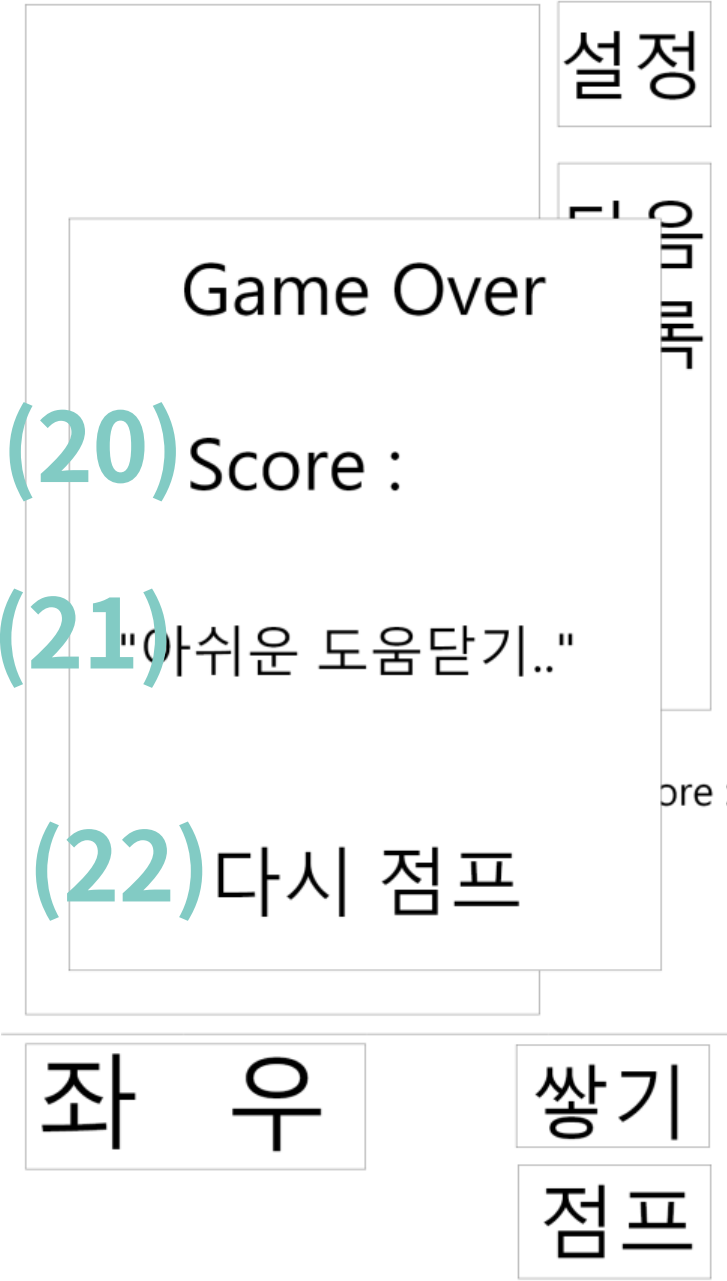 설정
Game Over
(20) Score :
(21) "아쉬운 도움닫기.."
ore :
(22) 다시 점프
좌 우
쌓기
점프